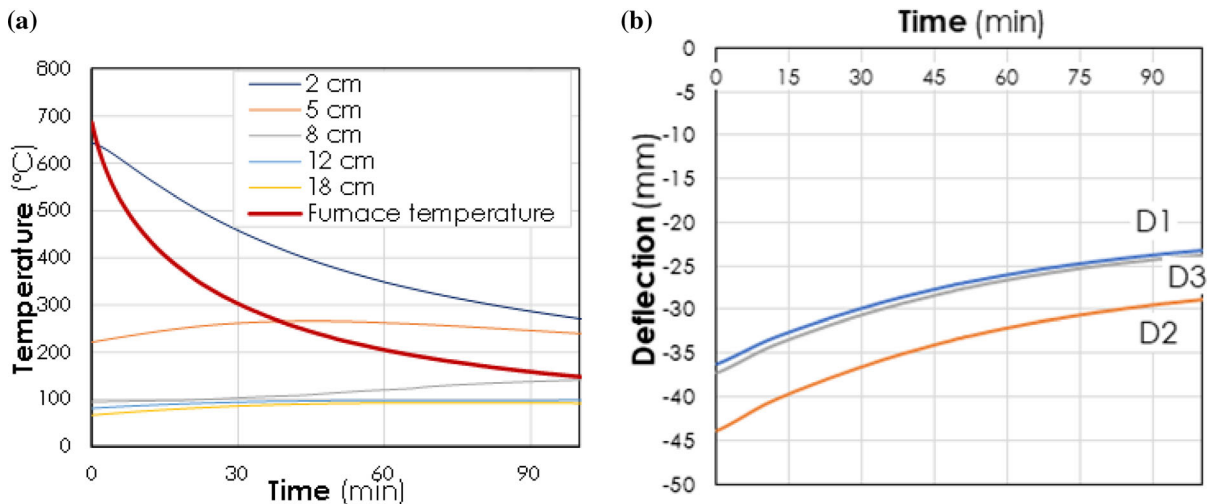 (a)
800
700
600
500
400
300
200
100
0
Temperature (°C)
2 cm
5 cm
8 cm
12 cm
18 cm
Furnace temperature
0
30
60
90
Time (min)
(b)
Time (min)
0
-5
-10
-15
-20
-25
-30
-35
-40
-45
-50
Deflection (mm)
0
15
30
45
60
75
90
D1
D3
D2